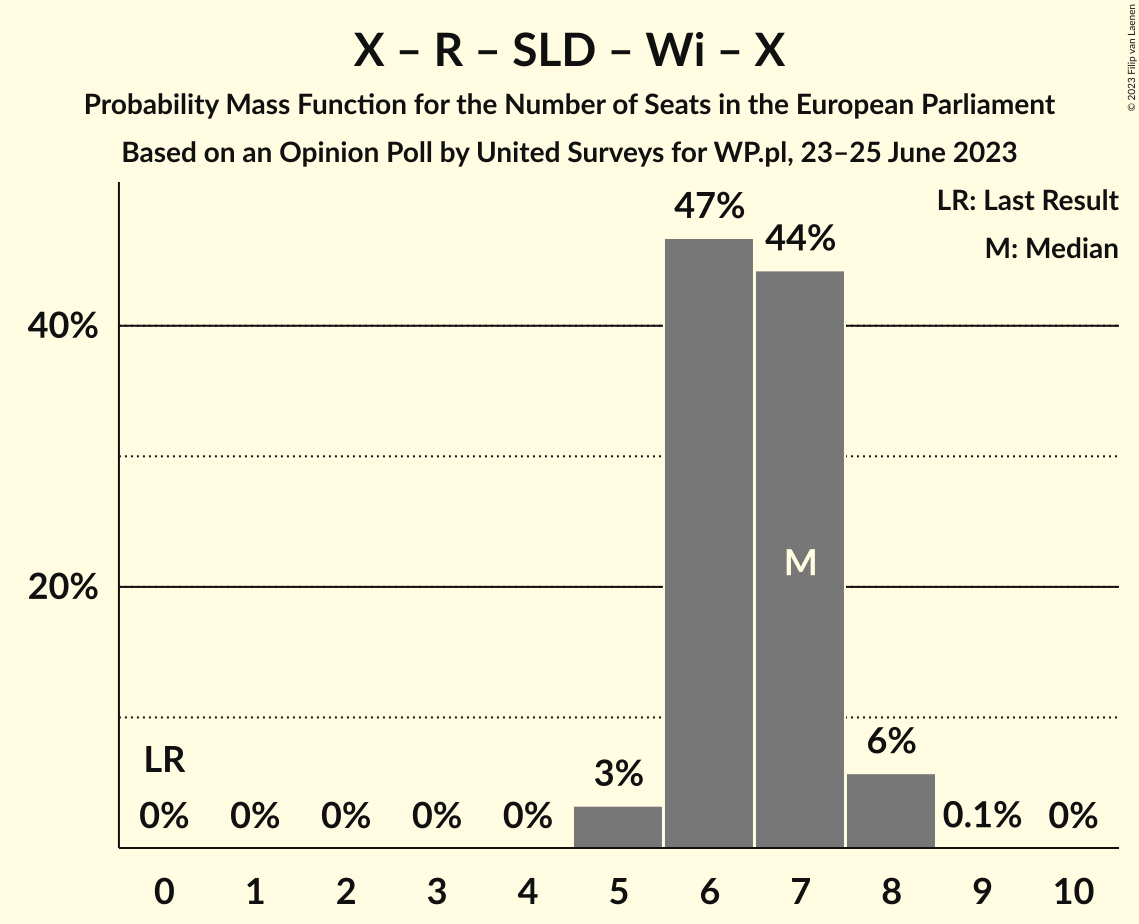 X – R – SLD – Wi – X
Probability Mass Function for the Number of Seats in the European Parliament
Based on an Opinion Poll by United Surveys for WP.pl, 23–25 June 2023
© 2023 Filip van Laenen
LR: Last Result
M: Median
47%
44%
40%
M
20%
LR
6%
3%
0% 0% 0% 0% 0% 0.1% 0%
0 1 2 3 4 5 6 7 8 9 10